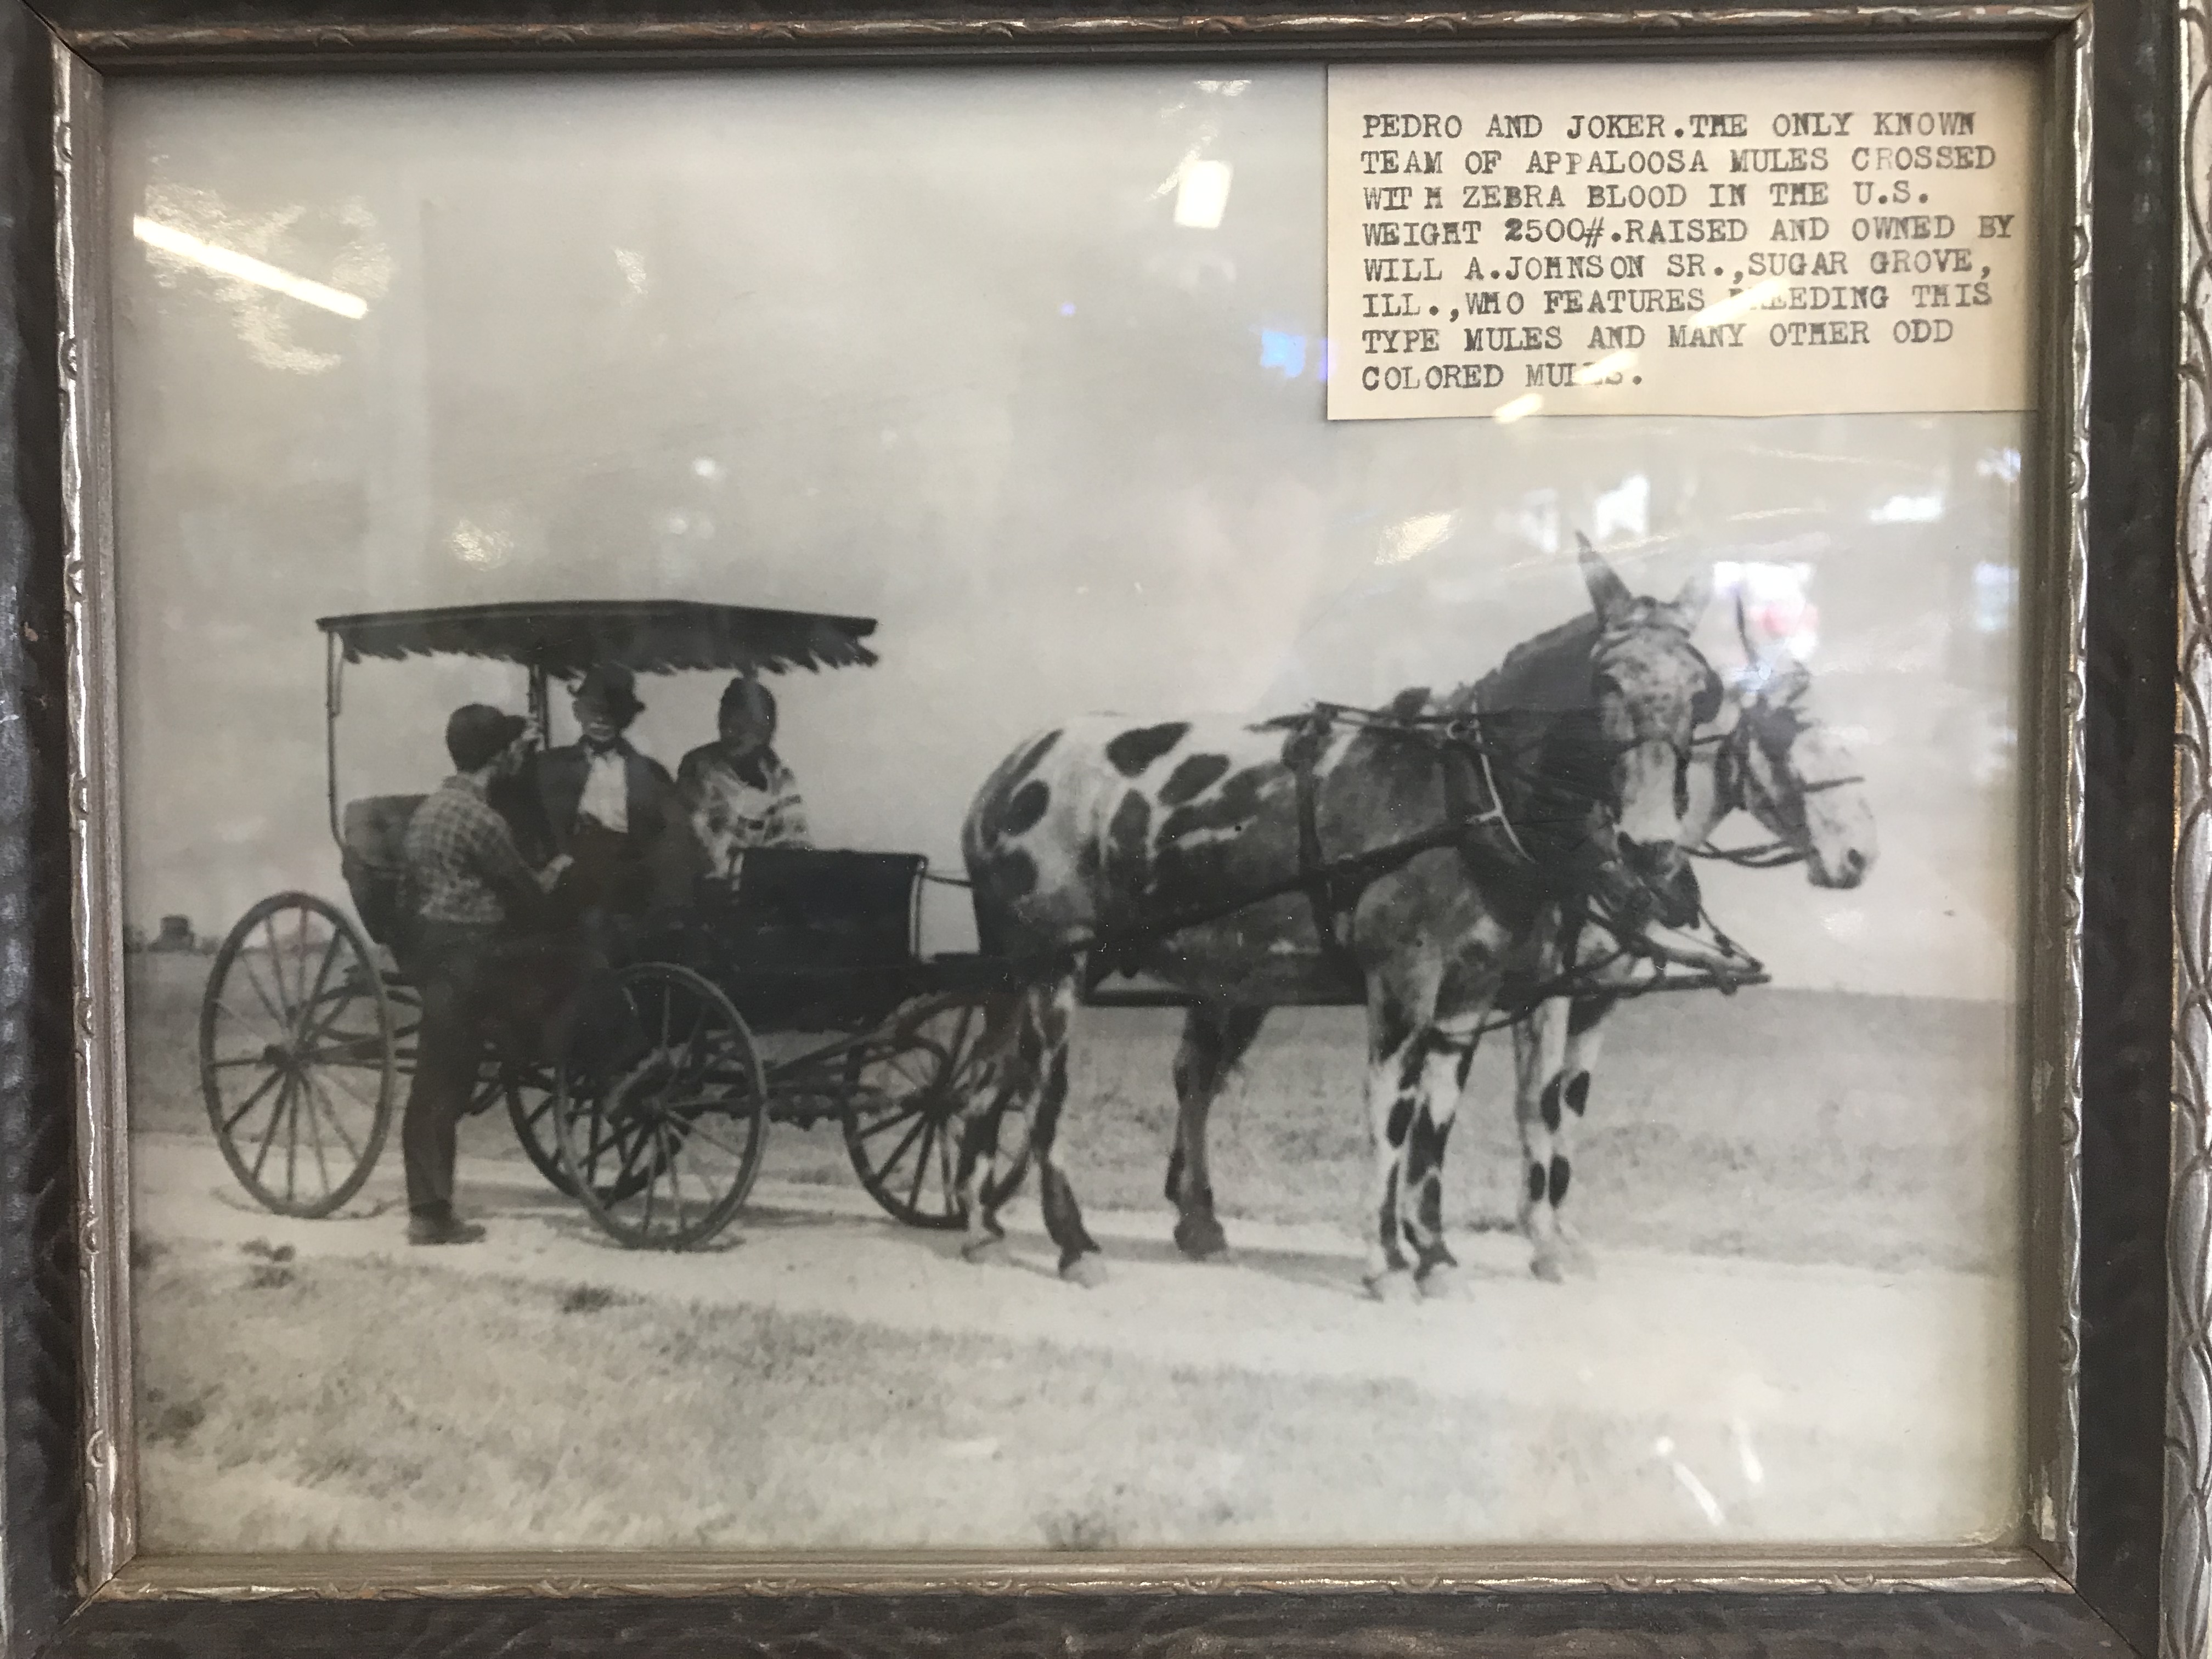 PEDRO AND JOKER.THE ONLY KNOWN
TEAM OF APPALOOSA MULES CROSSED
WITH ZEBRA BLOOD IN THE U.S.
WEIGHT 2500#.RAISED AND OWNED BY
WILL A.JOHNSON SR.,SUGAR GROVE,
ILL.,WHO FEATURES BREEDING THIS
TYPE MULES AND MANY OTHER ODD
COLORED MULES.